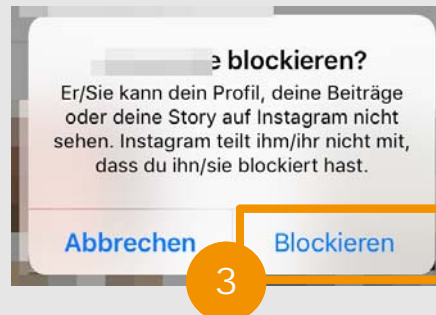 e blockieren?
Er/Sie kann dein Profil, deine Beiträge
oder deine Story auf Instagram nicht
sehen. Instagram teilt ihm/ihr nicht mit,
dass du ihn/sie blockiert hast.
Abbrechen Blockieren
3